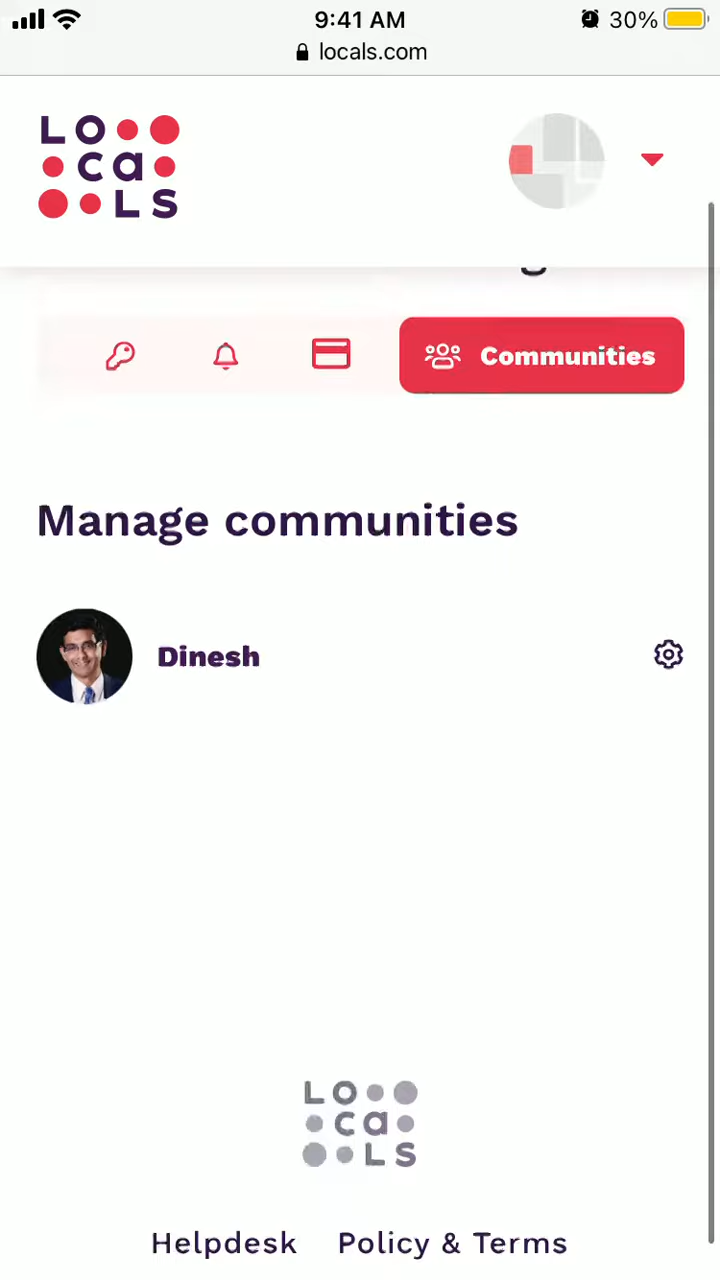 9:41 AM
30%
locals.com
LO
ca
LS
Communities
Manage communities
Dinesh
LO
ca
LS
Helpdesk
Policy & Terms